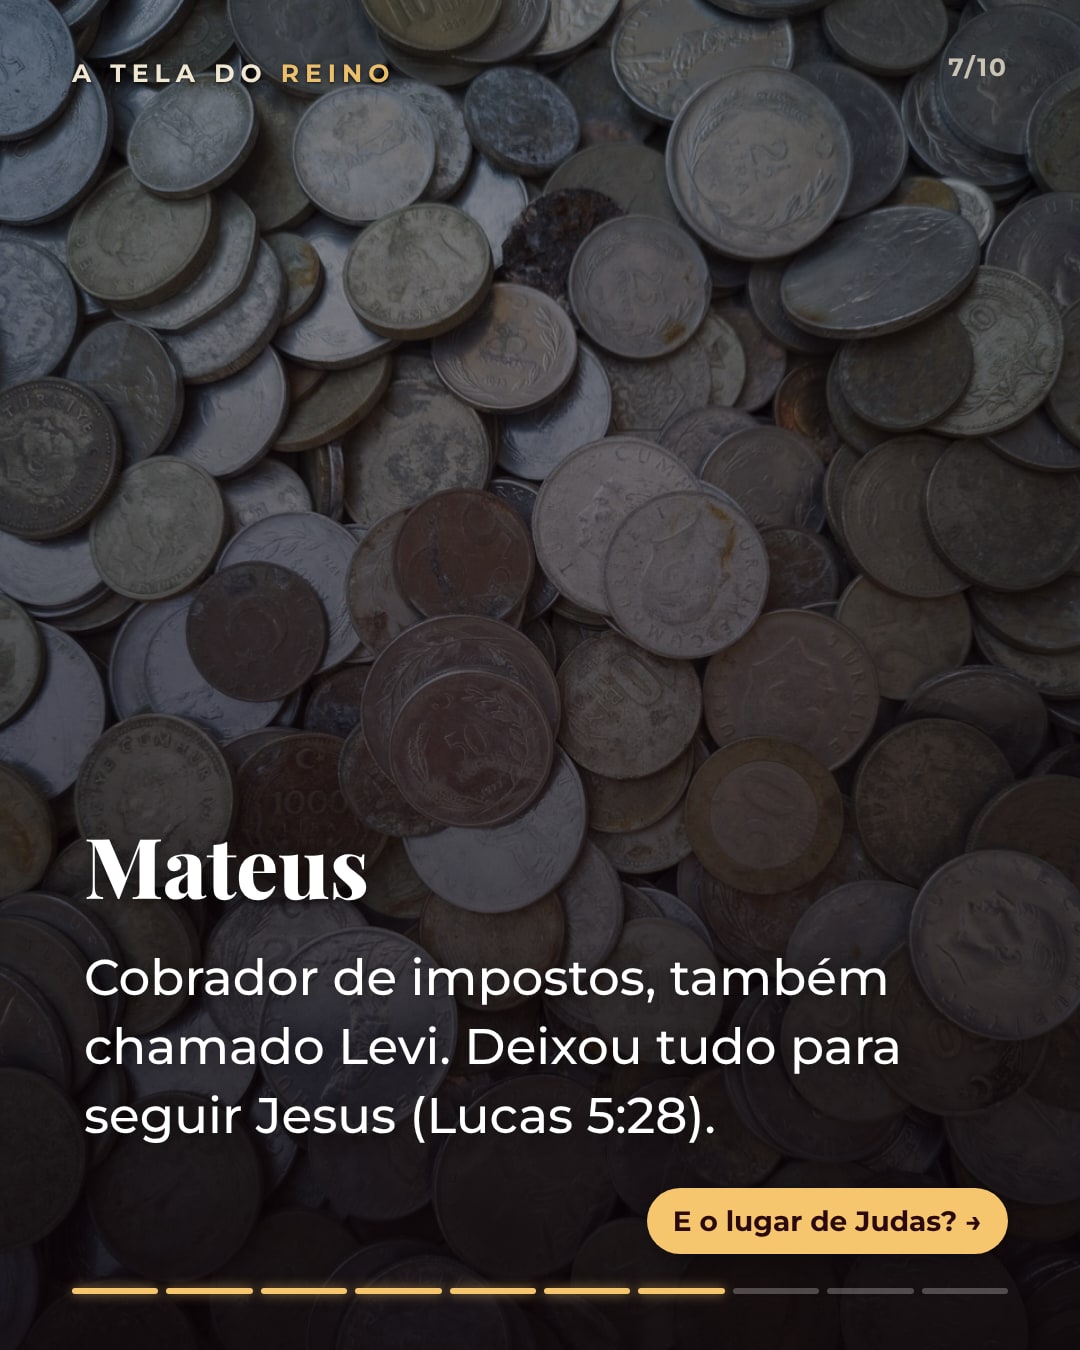 A TELA DO REINO
7/10
Mateus
Cobrador de impostos, também
chamado Levi. Deixou tudo para
seguir Jesus (Lucas 5:28).
E o lugar de Judas? →